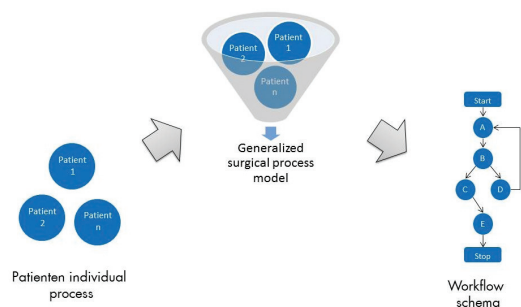 Patient
1
Patient
2
Patient
n
Patienten individual
process
Patient
2
Patient
1
Patient
n
Generalized
surgical process
model
Start
A
B
C
D
E
Stop
Workflow
schema